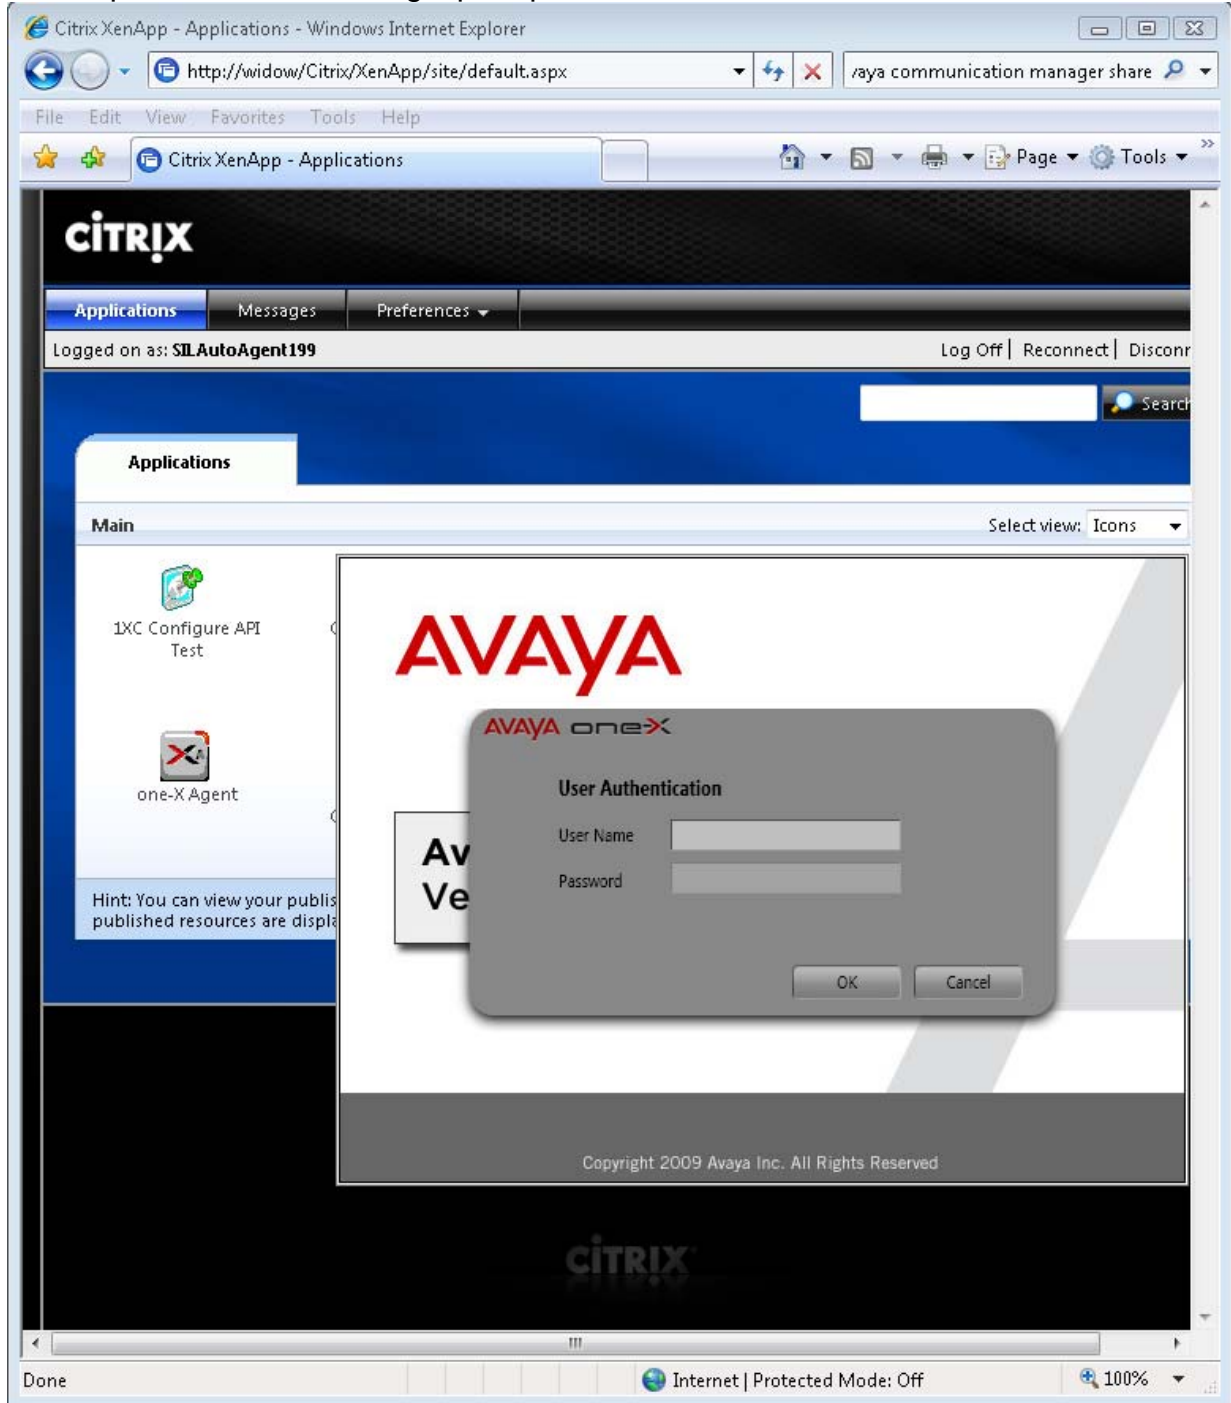 Citrix XenApp - Applications - Windows Internet Explorer
http://widow/Citrix/XenApp/site/default.aspx
communication manager share
File Edit View Favorites Tools Help
Citrix XenApp - Applications
Page Tools
CITRIX
Applications Messages Preferences
Logged on as: SILAutoAgent199
Log Off | Reconnect | Disconr
Search
Applications
Main
Select view: Icons
1XC Configure API
Test
AVAYA
AVAYA one-X
one-X Agent
User Authentication
User Name
Av
Password
Ve
Hint: You can view your publis
published resources are displa
OK Cancel
Copyright 2009 Avaya Inc. All Rights Reserved
CITRIX
Done
Internet | Protected Mode: Off
100%